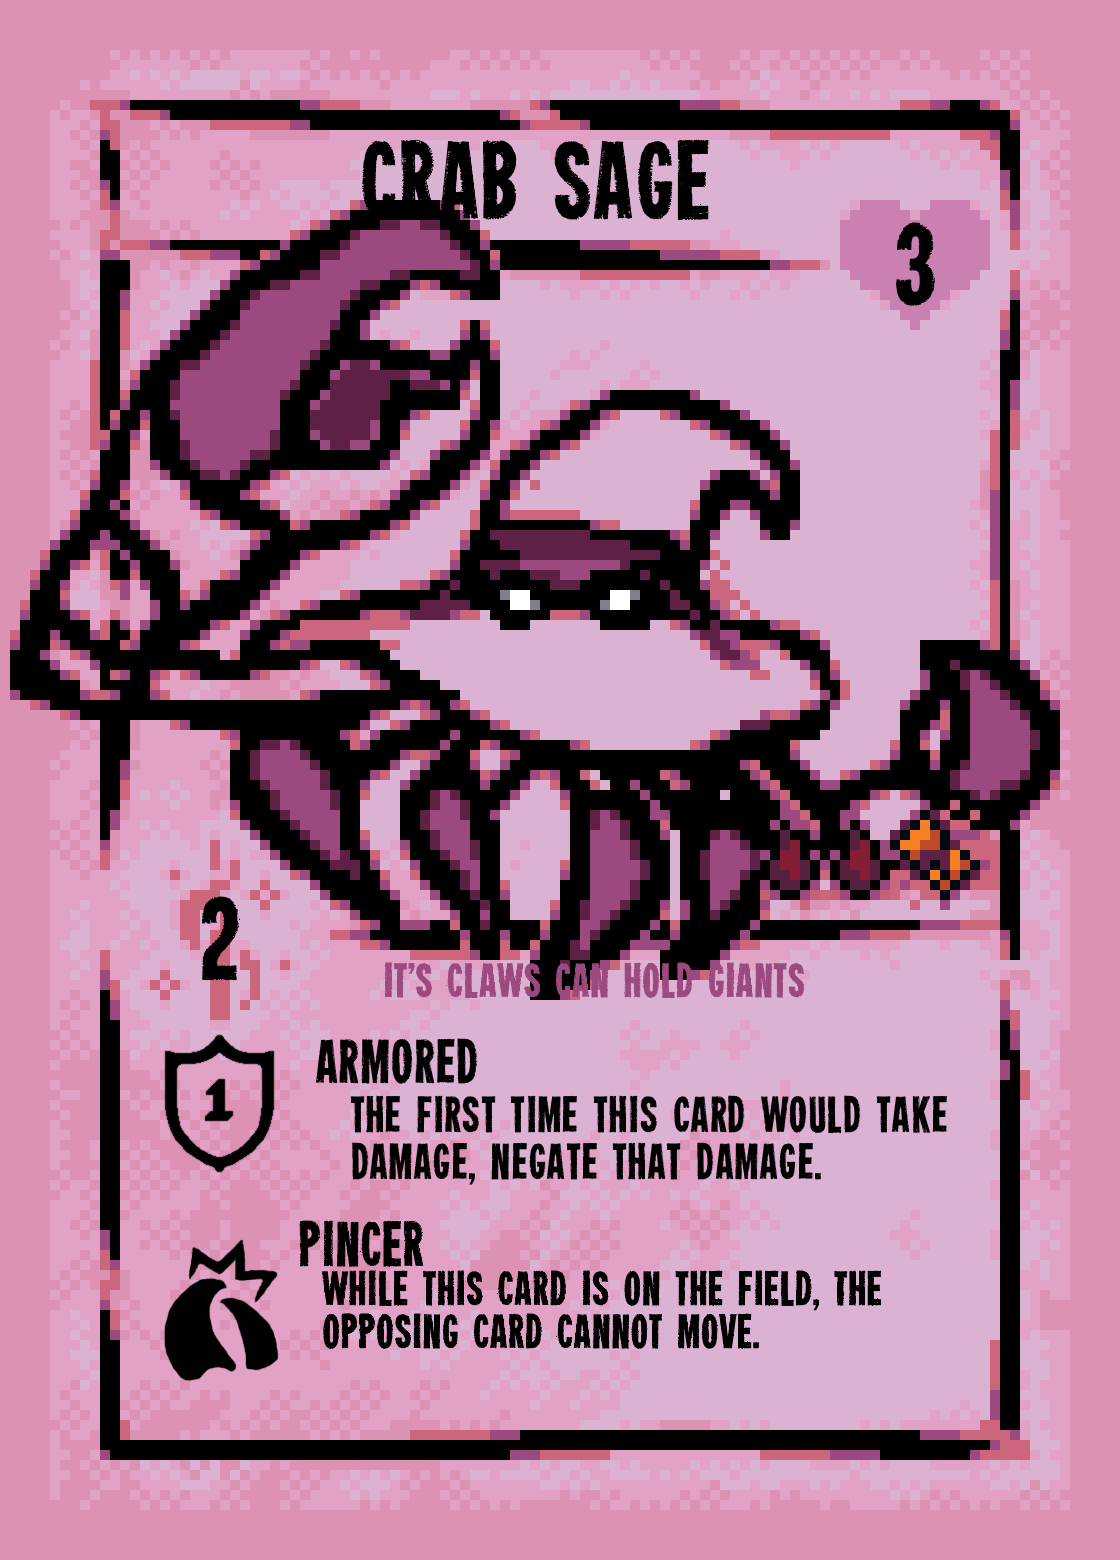 CRAB SAGE
3
2
IT'S CLAWS CAN HOLD GIANTS
1
ARMORED
THE FIRST TIME THIS CARD WOULD TAKE
DAMAGE, NEGATE THAT DAMAGE.
PINCER
WHILE THIS CARD IS ON THE FIELD, THE
OPPOSING CARD CANNOT MOVE.